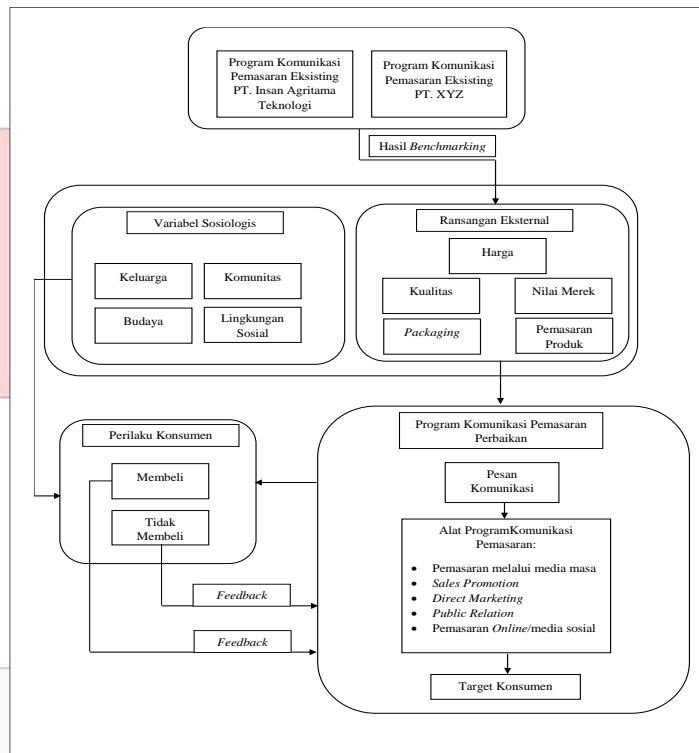 Program Komunikasi
Pemasaran Eksisting
PT. Insan Agritama
Teknologi
Program Komunikasi
Pemasaran Eksisting
PT. XYZ
Hasil Benchmarking
Variabel Sosiologis
Keluarga
Komunitas
Budaya
Lingkungan
Sosial
Ransangan Eksternal
Harga
Kualitas
Nilai Merek
Packaging
Pemasaran
Produk
Perilaku Konsumen
Membeli
Tidak
Membeli
Feedback
Feedback
Program Komunikasi Pemasaran
Perbaikan
Pesan
Komunikasi
Alat ProgramKomunikasi
Pemasaran:
• Pemasaran melalui media masa
• Sales Promotion
• Direct Marketing
• Public Relation
• Pemasaran Online/media sosial
Target Konsumen